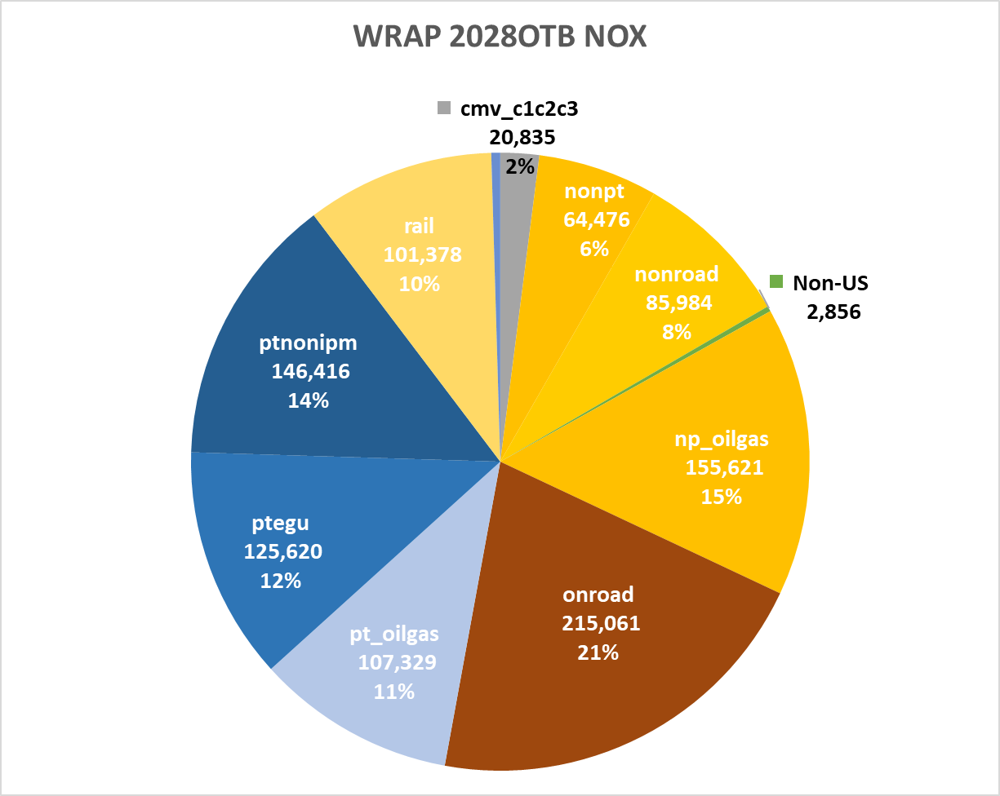 WRAP 2028OTB NOX
cmv_c1c2c3
20,835
2%
nonpt
64,476
6%
nonroad
85,984
8%
Non-US
2,856
np_oilgas
155,621
15%
onroad
215,061
21%
pt_oilgas
107,329
11%
ptegu
125,620
12%
ptnonipm
146,416
14%
rail
101,378
10%